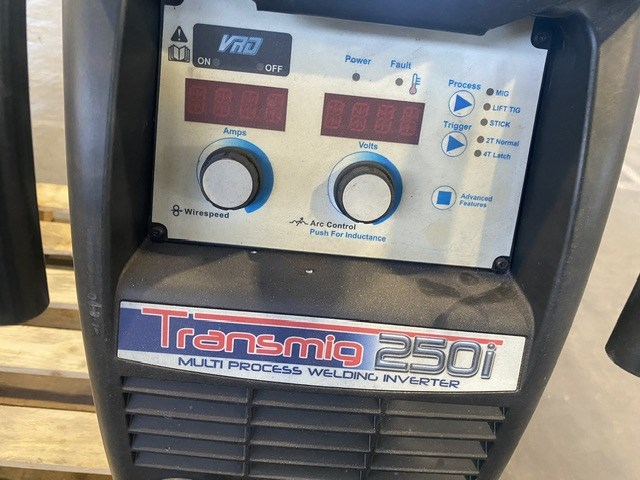 VRD
ON
OFF
Power
Fault
Process
MIG
LIFT TIG
STICK
Trigger
2T Normal
4T Latch
Amps
Volts
Wirespeed
Arc Control
Push For Inductance
Advanced
Features
Transmig 250i
MULTI PROCESS WELDING INVERTER